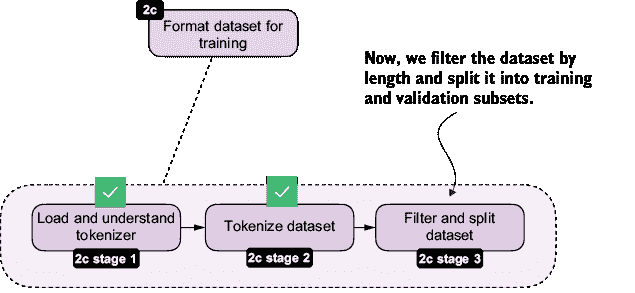 2c
Format dataset for
training
Now, we filter the dataset by
length and split it into training
and validation subsets.
Load and understand
tokenizer
2c stage 1
Tokenize dataset
2c stage 2
Filter and split
dataset
2c stage 3